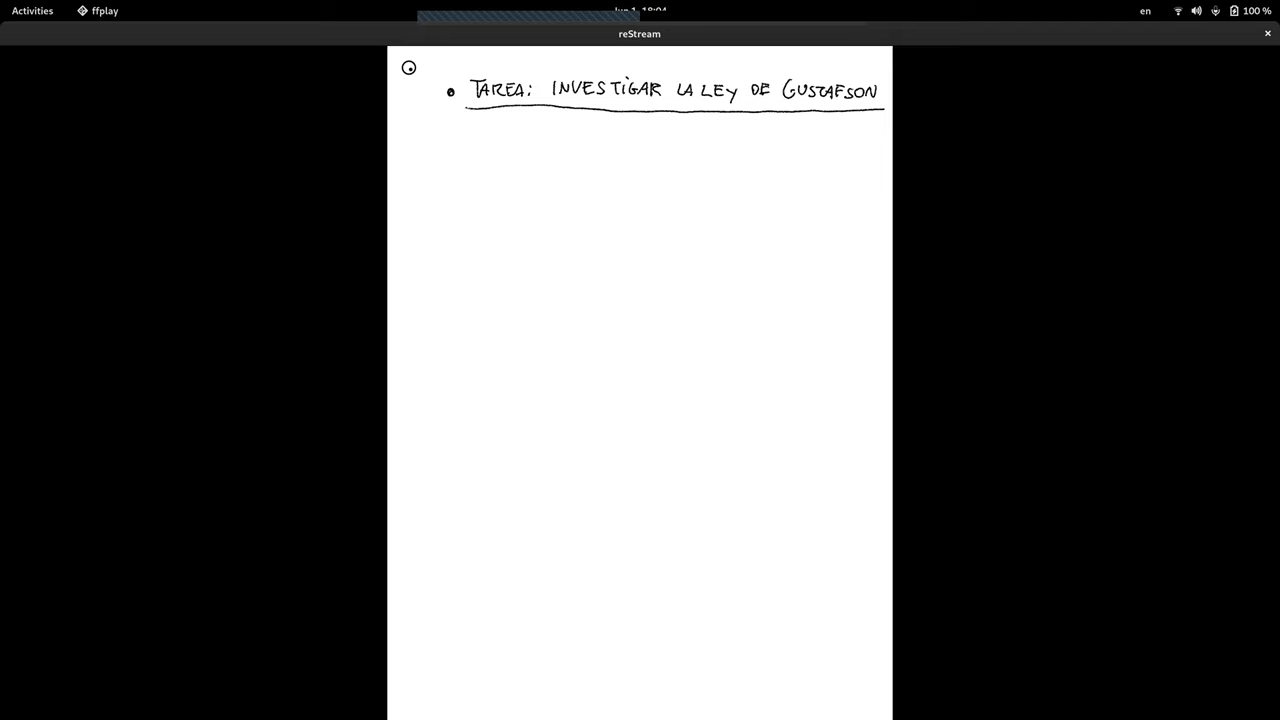 Activities ffplay en 100 %
reStream
• TAREA: INVESTIGAR LA LEY DE GUSTAFSON